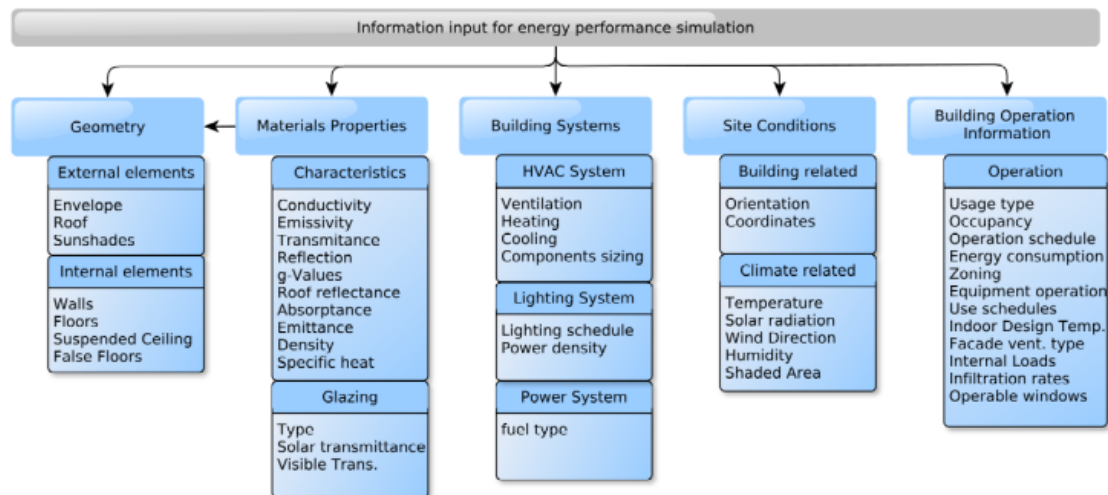 Information input for energy performance simulation
Geometry
External elements
Envelope
Roof
Sunshades
Internal elements
Walls
Floors
Suspended Ceiling
False Floors
Materials Properties
Characteristics
Conductivity
Emissivity
Transmitance
Reflection
g-Values
Roof reflectance
Absorptance
Emittance
Density
Specific heat
Glazing
Type
Solar transmittance
Visible Trans.
Building Systems
HVAC System
Ventilation
Heating
Cooling
Components sizing
Lighting System
Lighting schedule
Power density
Power System
fuel type
Site Conditions
Building related
Orientation
Coordinates
Climate related
Temperature
Solar radiation
Wind Direction
Humidity
Shaded Area
Building Operation
Information
Operation
Usage type
Occupancy
Operation schedule
Energy consumption
Zoning
Equipment operation
Use schedules
Indoor Design Temp.
Facade vent. type
Internal Loads
Infiltration rates
Operable windows